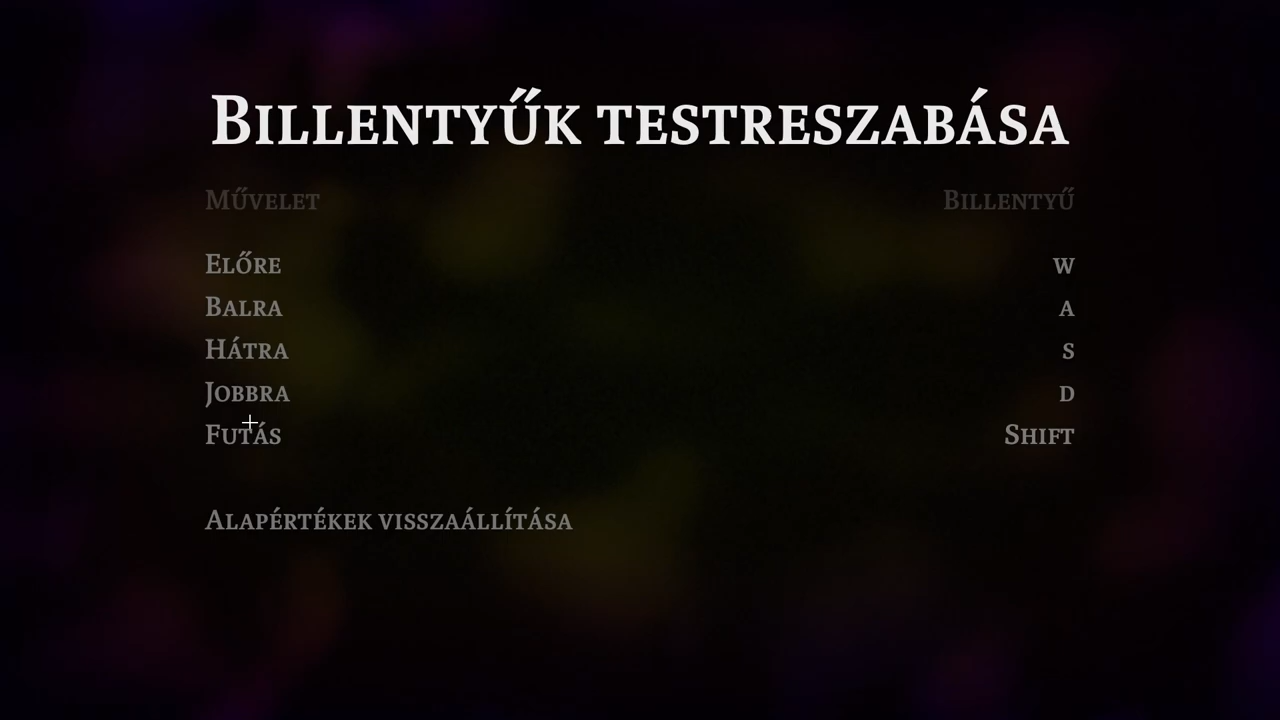 Billentyűk testreszabása
Művelet Billentyű
Előre W
Balra A
Hátra S
Jobbra D
Futás Shift
Alapértékek visszaállítása